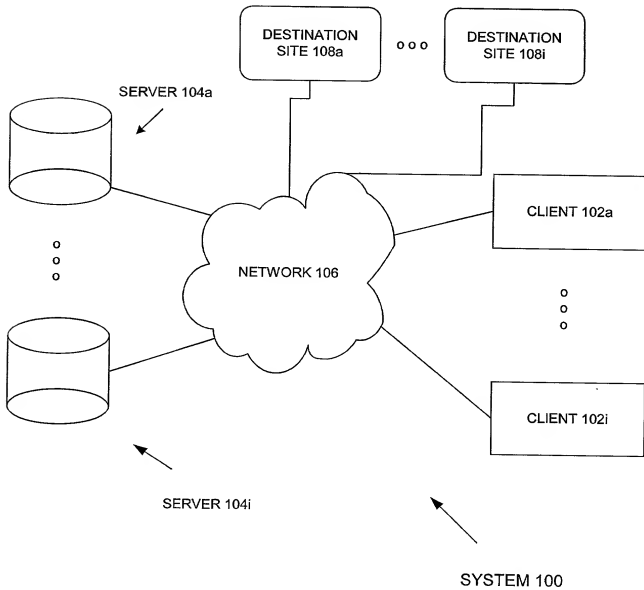 DESTINATION
SITE 108a
o o o
DESTINATION
SITE 108i
SERVER 104a
CLIENT 102a
o
o
o
NETWORK 106
o
o
o
CLIENT 102i
SERVER 104i
SYSTEM 100